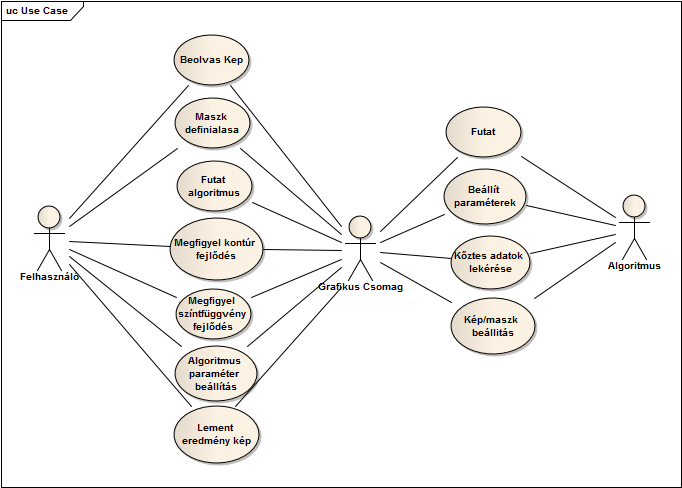 uc Use Case
Beolvas Kep
Maszk
definialasa
Futat
algoritmus
Megfigyel kontúr
fejlődés
Megfigyel
színtfüggvény
fejlődés
Algoritmus
paraméter
beállítás
Lement
eredmény kép
Felhasználó
Grafikus Csomag
Futat
Beállít
paraméterek
Köztes adatok
lekérése
Kép/maszk
beállitás
Algoritmus